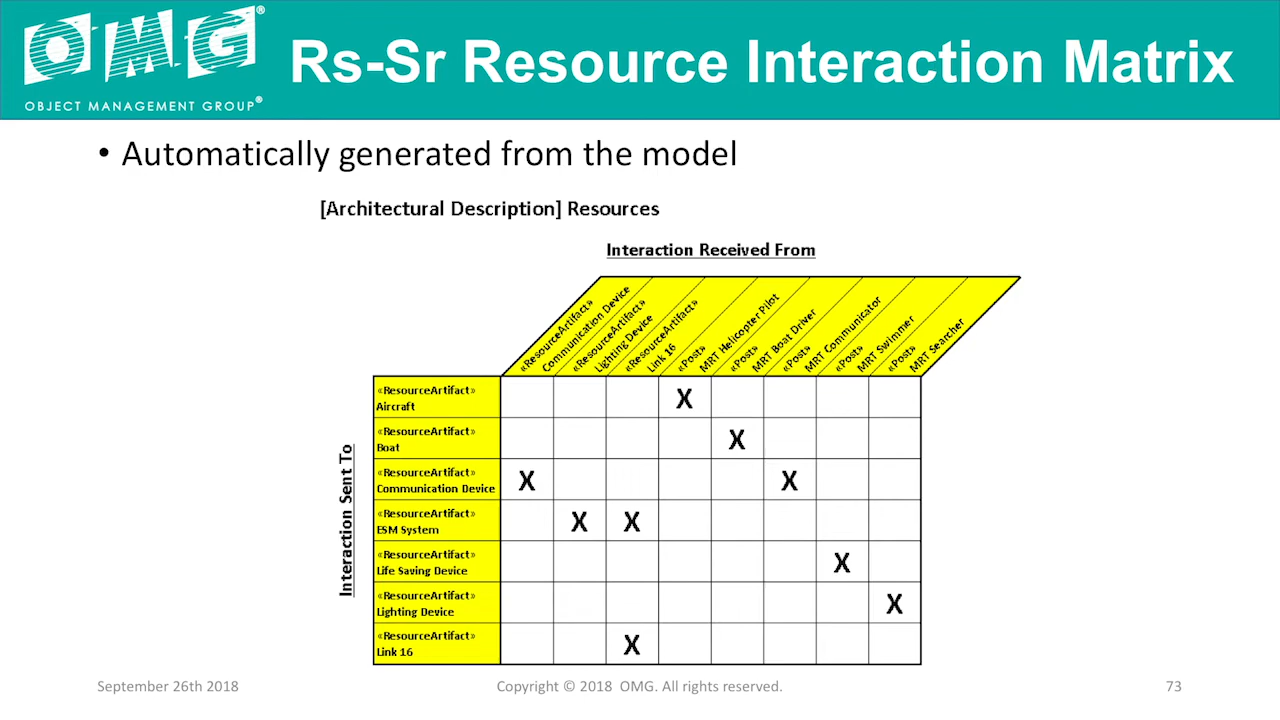 OMG®
OBJECT MANAGEMENT GROUP®
Rs-Sr Resource Interaction Matrix
• Automatically generated from the model
[Architectural Description] Resources
Interaction Received From
«ResourceArtifact»
Communication Device
«ResourceArtifact»
Lighting Device
«ResourceArtifact»
Link 16
«Post»
MRT Helicopter Pilot
«Post»
MRT Boat Driver
«Post»
MRT Communicator
«Post»
MRT Swimmer
«Post»
MRT Searcher
Interaction Sent To
«ResourceArtifact»
Aircraft
X
«ResourceArtifact»
Boat
X
«ResourceArtifact»
Communication Device
X X
«ResourceArtifact»
ESM System
X X
«ResourceArtifact»
Life Saving Device
X
«ResourceArtifact»
Lighting Device
X
«ResourceArtifact»
Link 16
X
September 26th 2018
Copyright © 2018 OMG. All rights reserved.
73